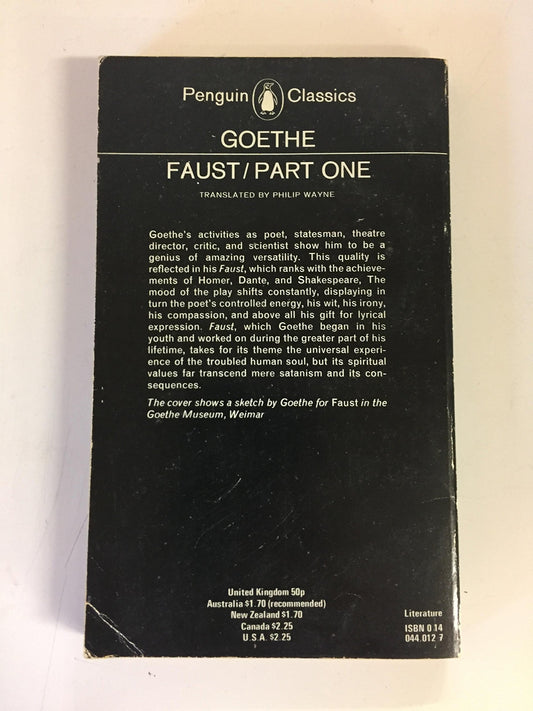 Penguin Classics
GOETHE
FAUST / PART ONE
TRANSLATED BY PHILIP WAYNE
Goethe's activities as poet, statesman, theatre
director, critic, and scientist show him to be a
genius of amazing versatility. This quality is
reflected in his Faust, which ranks with the achieve-
ments of Homer, Dante, and Shakespeare, The
mood of the play shifts constantly, displaying in
turn the poet's controlled energy, his wit, his irony,
his compassion, and above all his gift for lyrical
expression. Faust, which Goethe began in his
youth and worked on during the greater part of his
lifetime, takes for its theme the universal experi-
ence of the troubled human soul, but its spiritual
values far transcend mere satanism and its con-
sequences.
The cover shows a sketch by Goethe for Faust in the
Goethe Museum, Weimar
United Kingdom 50p
Australia $1.70 (recommended)
New Zealand $1.70
Canada $2.25
U.S.A. $2.25
Literature
ISBN 0 14
044.012 7